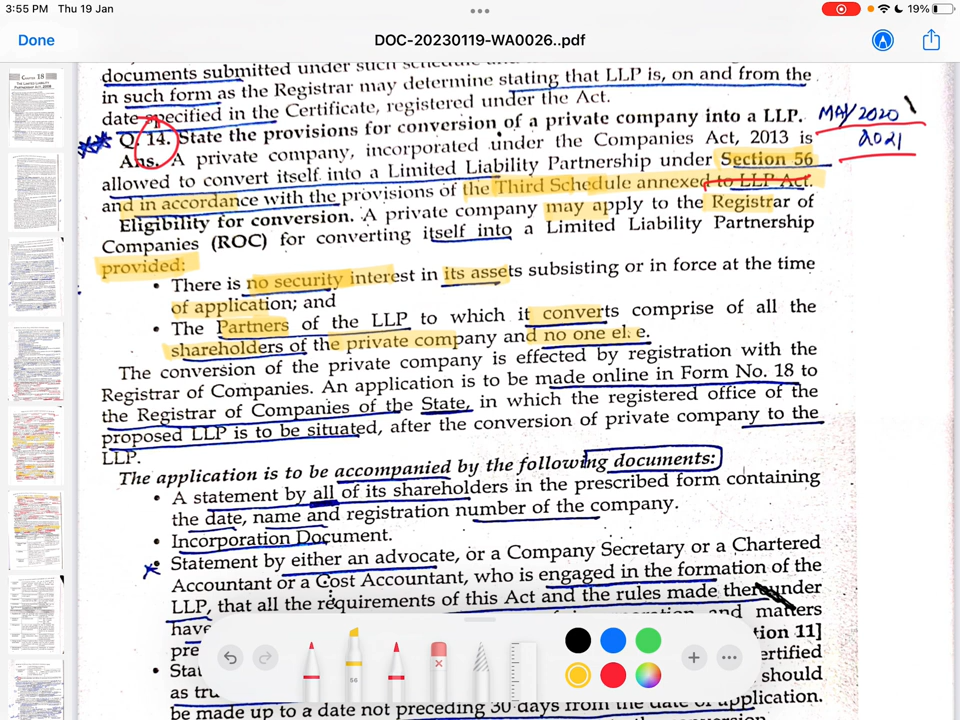 3:55 PM Thu 19 Jan
19%
Done
DOC-20230119-WA0026..pdf
documents submitted under such
in such form as the Registrar may determine stating that LLP is, on and from the
date specified in the Certificate, registered under the Act.
Q. 14. State the provisions for conversion of a private company into a LLP.
MAY 2020
2021
Ans. A private company, incorporated under the Companies Act, 2013 is
allowed to convert itself into a Limited Liability Partnership under Section 56
and in accordance with the provisions of the Third Schedule annexed to LLP Act.
Eligibility for conversion. A private company may apply to the Registrar of
Companies (ROC) for converting itself into a Limited Liability Partnership
provided:
• There is no security interest in its assets subsisting or in force at the time
of application; and
• The Partners of the LLP to which it converts comprise of all the
shareholders of the private company and no one el. e.
The conversion of the private company is effected by registration with the
Registrar of Companies. An application is to be made online in Form No. 18 to
the Registrar of Companies of the State, in which the registered office of the
proposed LLP is to be situated, after the conversion of private company to the
LLP.
The application is to be accompanied by the following documents:
• A statement by all of its shareholders in the prescribed form containing
the date, name and registration number of the company.
• Incorporation Document.
• Statement by either an advocate, or a Company Secretary or a Chartered
Accountant or a Cost Accountant, who is engaged in the formation of the
LLP, that all the requirements of this Act and the rules made thereunder
have and matters
pre tion 11]
• Stat ertified
as tru should
be made up to a date not preceding 30 days from the date of application.
56
CHAPTER 18